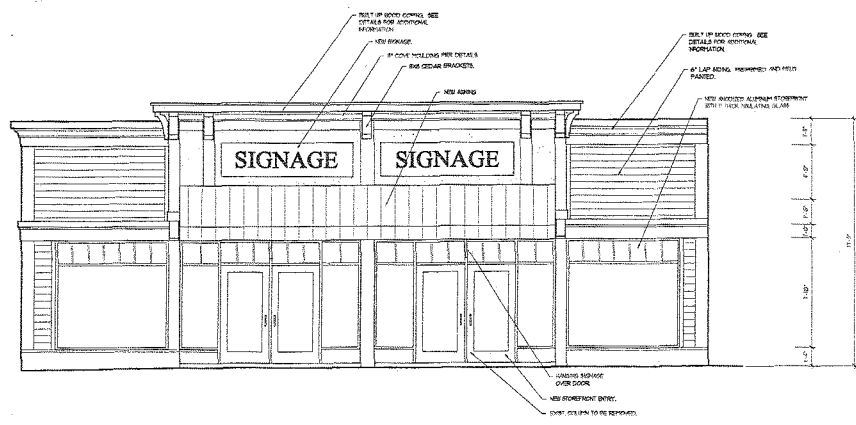 BUILT UP WOOD COPING. SEE
DETAILS FOR ADDITIONAL
INFORMATION
NEW SIGNAGE.
COVE MOULDING PER DETAILS
8X8 CEDAR BRACKETS.
NEW AWNING
BUILT UP WOOD COPING. SEE
DETAILS FOR ADDITIONAL
INFORMATION.
6" LAP SIDING. PREPRIMED AND FIELD
PAINTED.
NEW ANODIZED ALUMINUM STOREFRONT
WITH 1" THICK INSULATING GLASS
SIGNAGE SIGNAGE
HANGING SIGNAGE
OVER DOOR.
NEW STOREFRONT ENTRY.
EXIST. COLUMN TO BE REMOVED.